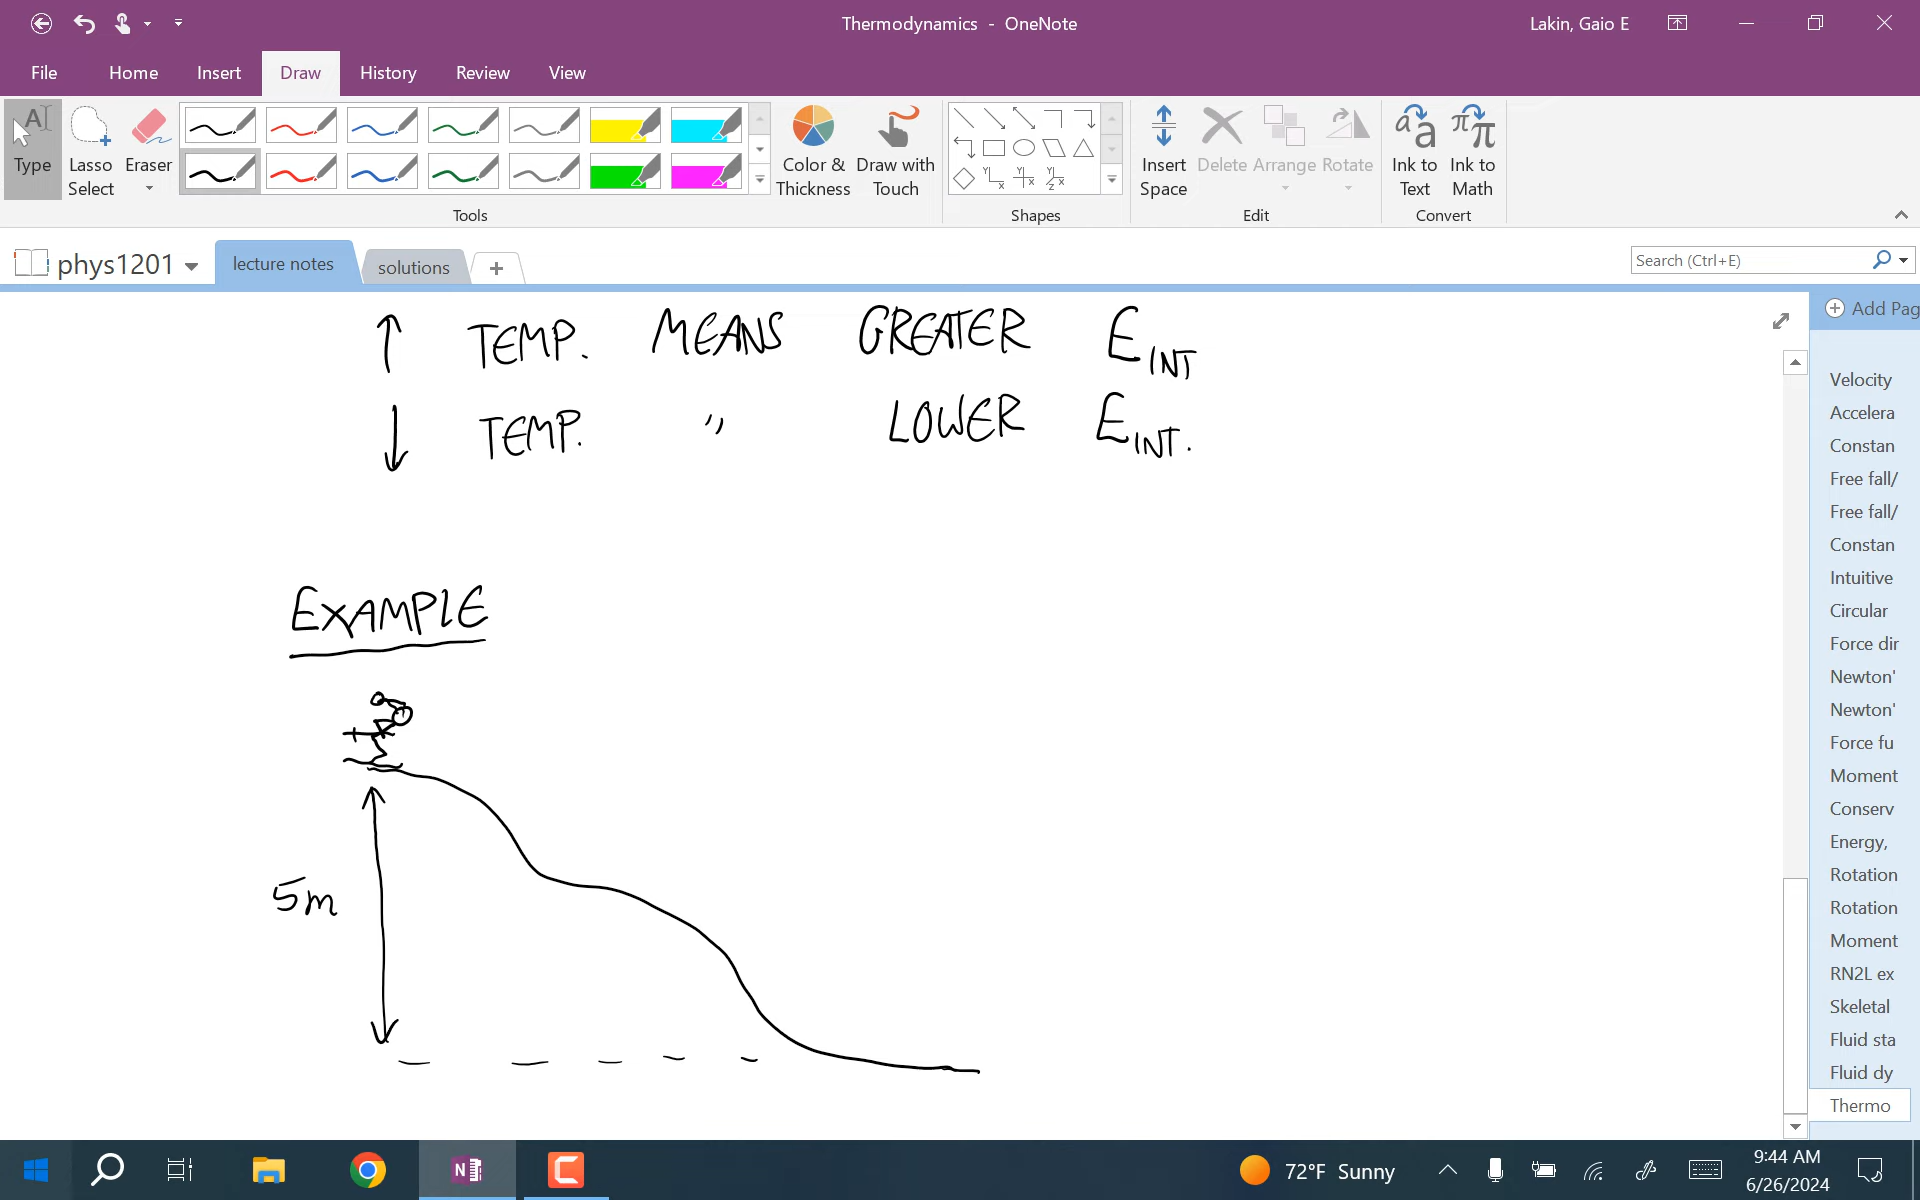 Thermodynamics - OneNote
Lakin, Gaio E
File Home Insert Draw History Review View
Type
Lasso Select
Eraser
Color & Thickness
Draw with Touch
Insert Space
Delete
Arrange
Rotate
Ink to Text
Ink to Math
Tools
Shapes
Edit
Convert
phys1201
lecture notes
solutions
Search (Ctrl+E)
Add Pag
↑ TEMP. MEANS GREATER E INT
↓ TEMP. " LOWER E INT.
EXAMPLE
5m
Velocity
Accelera
Constan
Free fall/
Free fall/
Constan
Intuitive
Circular
Force dir
Newton'
Newton'
Force fu
Moment
Conserv
Energy,
Rotation
Rotation
Moment
RN2L ex
Skeletal
Fluid sta
Fluid dy
Thermo
72°F Sunny
9:44 AM
6/26/2024